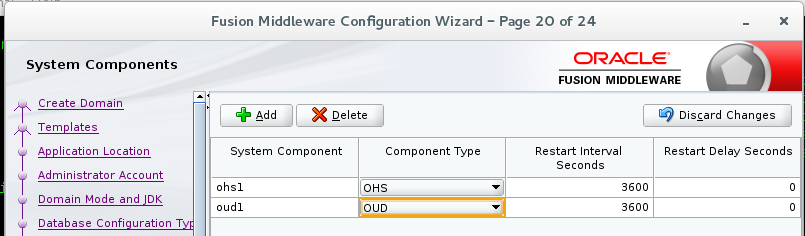 Fusion Middleware Configuration Wizard – Page 20 of 24
System Components
ORACLE
FUSION MIDDLEWARE
Create Domain
Templates
Application Location
Administrator Account
Domain Mode and JDK
Database Configuration Typ
Add
Delete
Discard Changes
System Component Component Type Restart Interval Seconds Restart Delay Seconds
ohs1 OHS 3600 0
oud1 OUD 3600 0